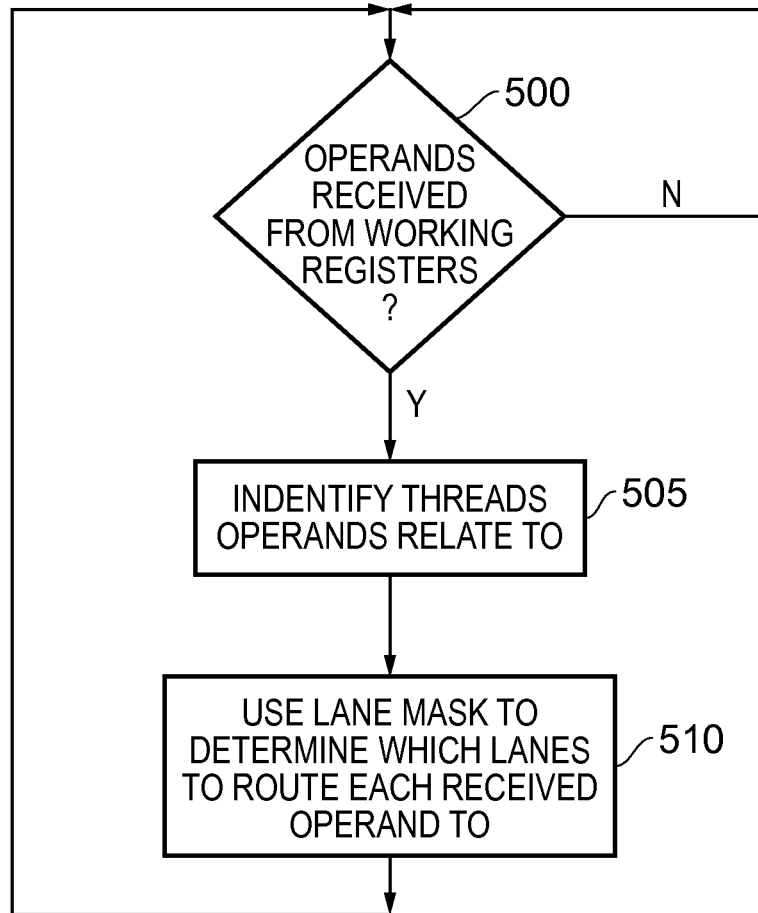 500
OPERANDS
RECEIVED
FROM WORKING
REGISTERS
?
N
Y
INDENTIFY THREADS
OPERANDS RELATE TO
505
USE LANE MASK TO
DETERMINE WHICH LANES
TO ROUTE EACH RECEIVED
OPERAND TO
510